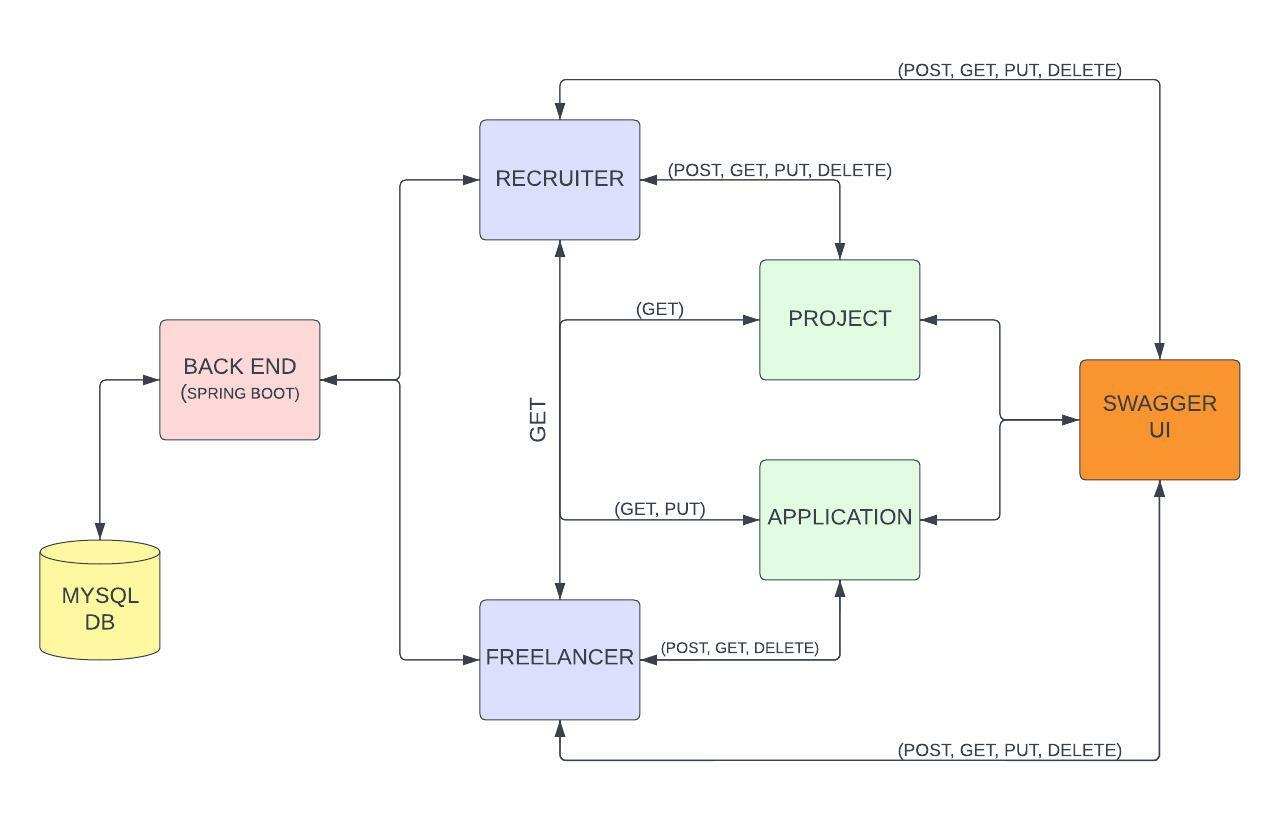 (POST, GET, PUT, DELETE)
RECRUITER
(POST, GET, PUT, DELETE)
(GET)
PROJECT
BACK END
(SPRING BOOT)
GET
SWAGGER
UI
(GET, PUT)
APPLICATION
MYSQL
DB
FREELANCER
(POST, GET, DELETE)
(POST, GET, PUT, DELETE)